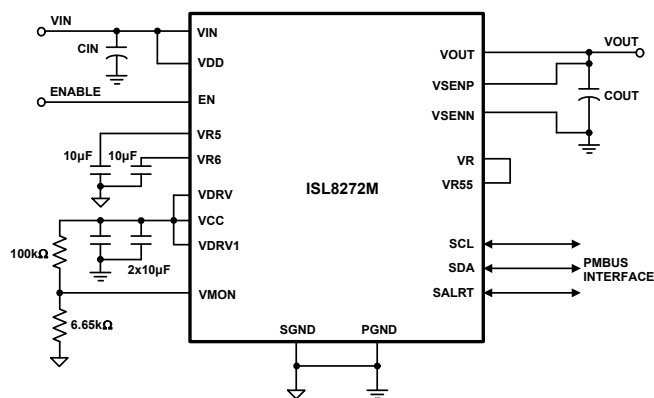 VIN
CIN
ENABLE
VIN
VDD
EN
VR5
VR6
10µF
10µF
VDRV
VCC
VDRV1
100kΩ
2x10µF
VMON
6.65kΩ
ISL8272M
SGND
PGND
VOUT
VSENP
VSENN
VR
VR55
SCL
SDA
SALRT
VOUT
COUT
PMBUS
INTERFACE